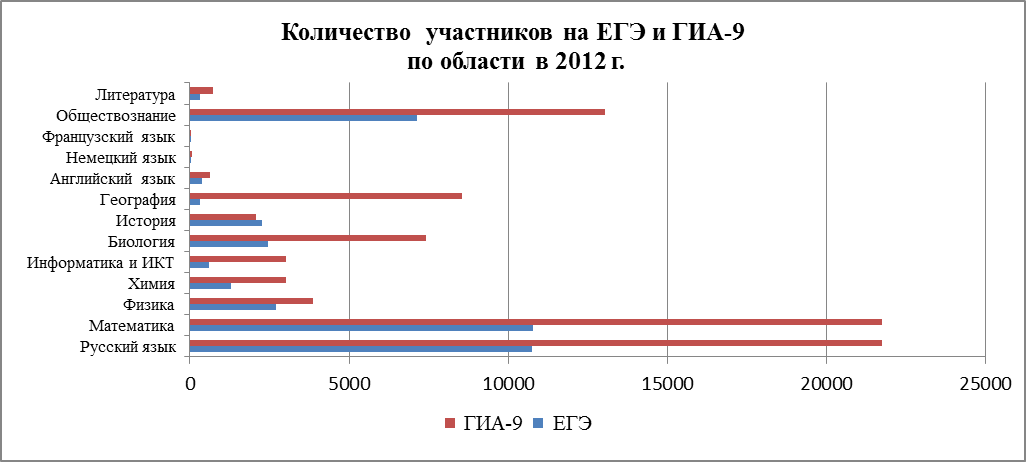 Количество участников на ЕГЭ и ГИА-9
по области в 2012 г.
Литература
Обществознание
Французский язык
Немецкий язык
Английский язык
География
История
Биология
Информатика и ИКТ
Химия
Физика
Математика
Русский язык
0 5000 10000 15000 20000 25000
ГИА-9 ЕГЭ